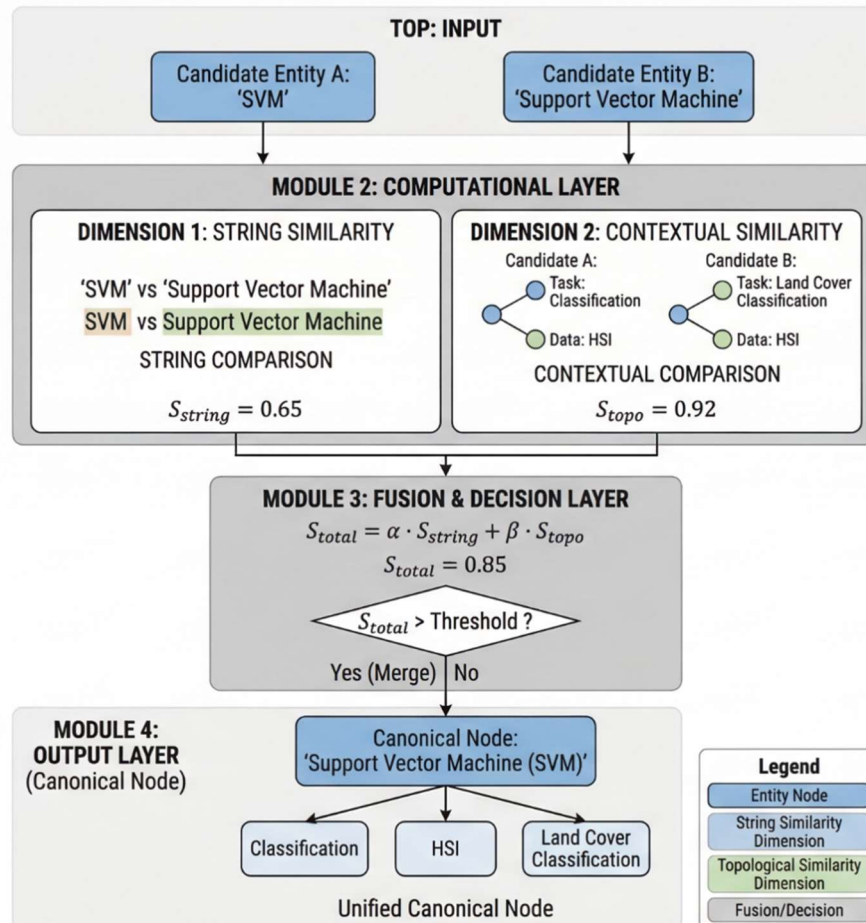 TOP: INPUT
Candidate Entity A:
‘SVM’
Candidate Entity B:
‘Support Vector Machine’
MODULE 2: COMPUTATIONAL LAYER
DIMENSION 1: STRING SIMILARITY
‘SVM’ vs ‘Support Vector Machine’
SVM vs Support Vector Machine
STRING COMPARISON
S_string = 0.65
DIMENSION 2: CONTEXTUAL SIMILARITY
Candidate A:
Task:
Classification
Data: HSI
Candidate B:
Task: Land Cover
Classification
Data: HSI
CONTEXTUAL COMPARISON
S_topo = 0.92
MODULE 3: FUSION & DECISION LAYER
S_total = α · S_string + β · S_topo
S_total = 0.85
S_total > Threshold ?
Yes (Merge) No
MODULE 4:
OUTPUT LAYER
(Canonical Node)
Canonical Node:
‘Support Vector Machine (SVM)’
Classification
HSI
Land Cover
Classification
Unified Canonical Node
Legend
Entity Node
String Similarity
Dimension
Topological Similarity
Dimension
Fusion/Decision